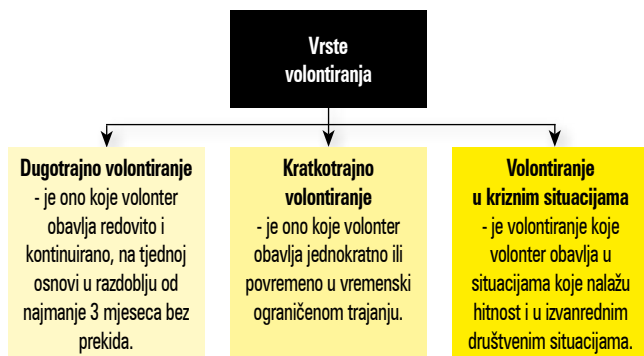 Vrste
volontiranja
Dugotrajno volontiranje
- je ono koje volonter
obavlja redovito i
kontinuirano, na tjednoj
osnovi u razdoblju od
najmanje 3 mjeseca bez
prekida.
Kratkotrajno
volontiranje
- je ono koje volonter
obavlja jednokratno ili
povremeno u vremenski
ograničenom trajanju.
Volontiranje
u kriznim situacijama
- je volontiranje koje
volonter obavlja u
situacijama koje nalažu
hitnost i u izvanrednim
društvenim situacijama.